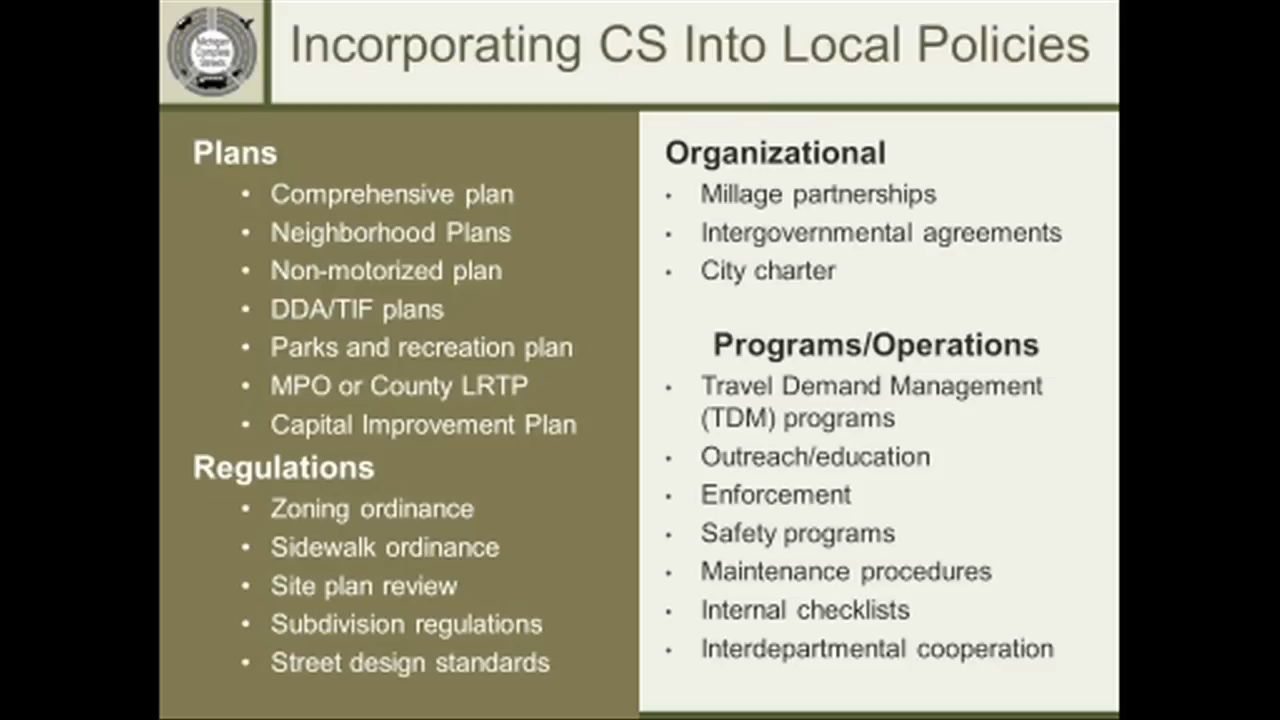 Michigan
Complete
Streets
Incorporating CS Into Local Policies
Plans
• Comprehensive plan
• Neighborhood Plans
• Non-motorized plan
• DDA/TIF plans
• Parks and recreation plan
• MPO or County LRTP
• Capital Improvement Plan
Regulations
• Zoning ordinance
• Sidewalk ordinance
• Site plan review
• Subdivision regulations
• Street design standards
Organizational
• Millage partnerships
• Intergovernmental agreements
• City charter
Programs/Operations
• Travel Demand Management
(TDM) programs
• Outreach/education
• Enforcement
• Safety programs
• Maintenance procedures
• Internal checklists
• Interdepartmental cooperation